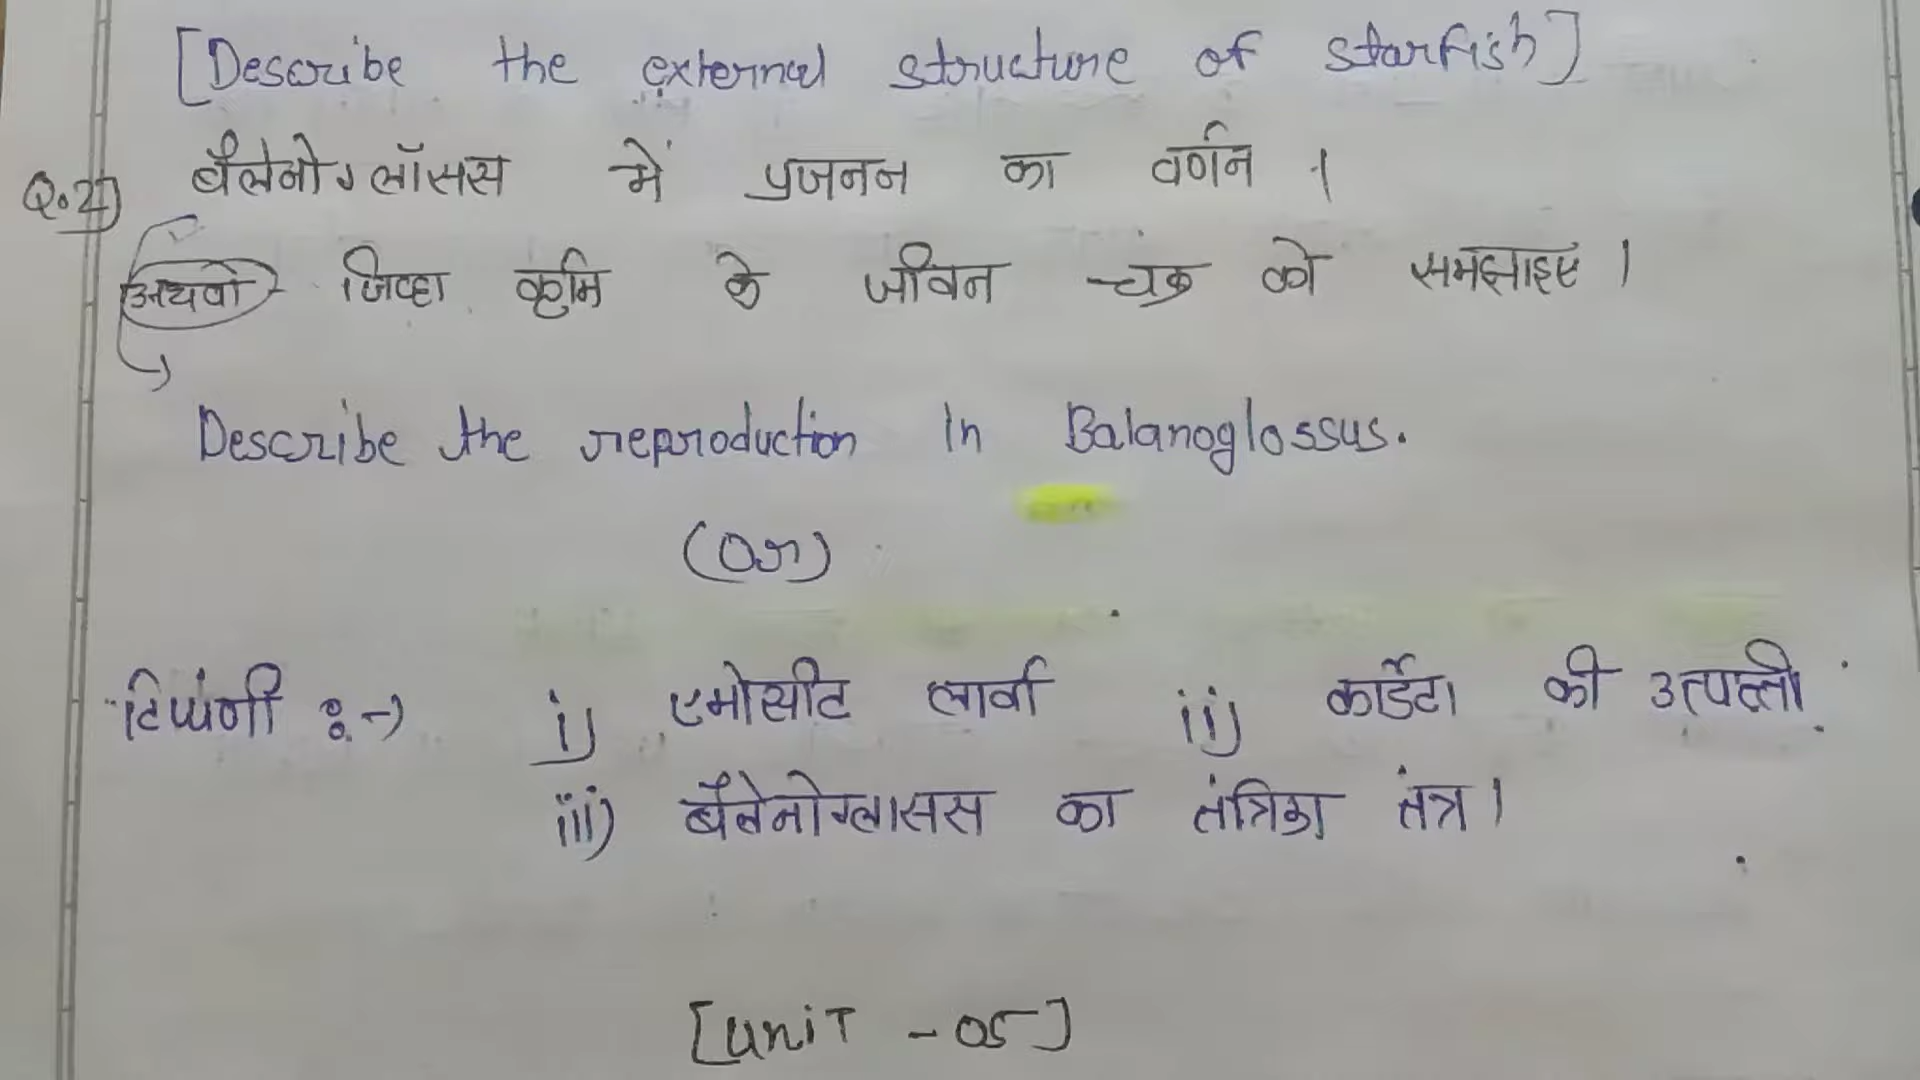 [Describe the external structure of starfish]
Q.2) बैलेनोग्लॉसस में प्रजनन का वर्णन ।
अथवा जिव्हा कृमि के जीवन चक्र को समझाइए ।
Describe the reproduction in Balanoglossus.
(Or)
टिप्पणी :-) i) एमोसीट लार्वा ii) कार्डेटा की उत्पत्ती
iii) बैलेनोग्लासस का तंत्रिका तंत्र ।
[UniT - 05]